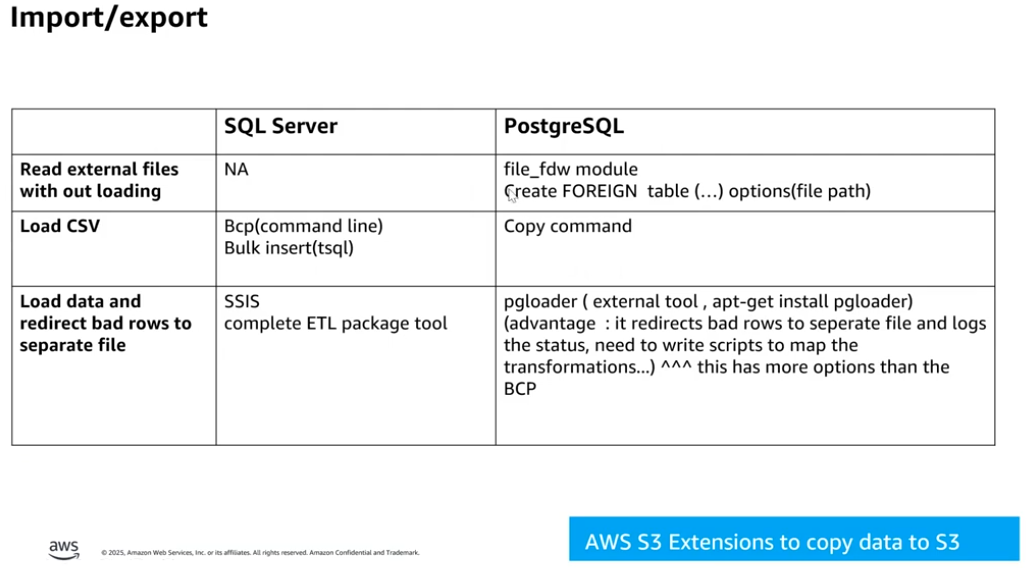 Import/export
SQL Server
PostgreSQL
Read external files
with out loading
NA
file_fdw module
Create FOREIGN table (...) options(file path)
Load CSV
Bcp(command line)
Bulk insert(tsql)
Copy command
Load data and
redirect bad rows to
separate file
SSIS
complete ETL package tool
pgloader ( external tool , apt-get install pgloader)
(advantage : it redirects bad rows to seperate file and logs
the status, need to write scripts to map the
transformations...) ^^^ this has more options than the
BCP
aws
© 2025, Amazon Web Services, Inc. or its affiliates. All rights reserved. Amazon Confidential and Trademark.
AWS S3 Extensions to copy data to S3